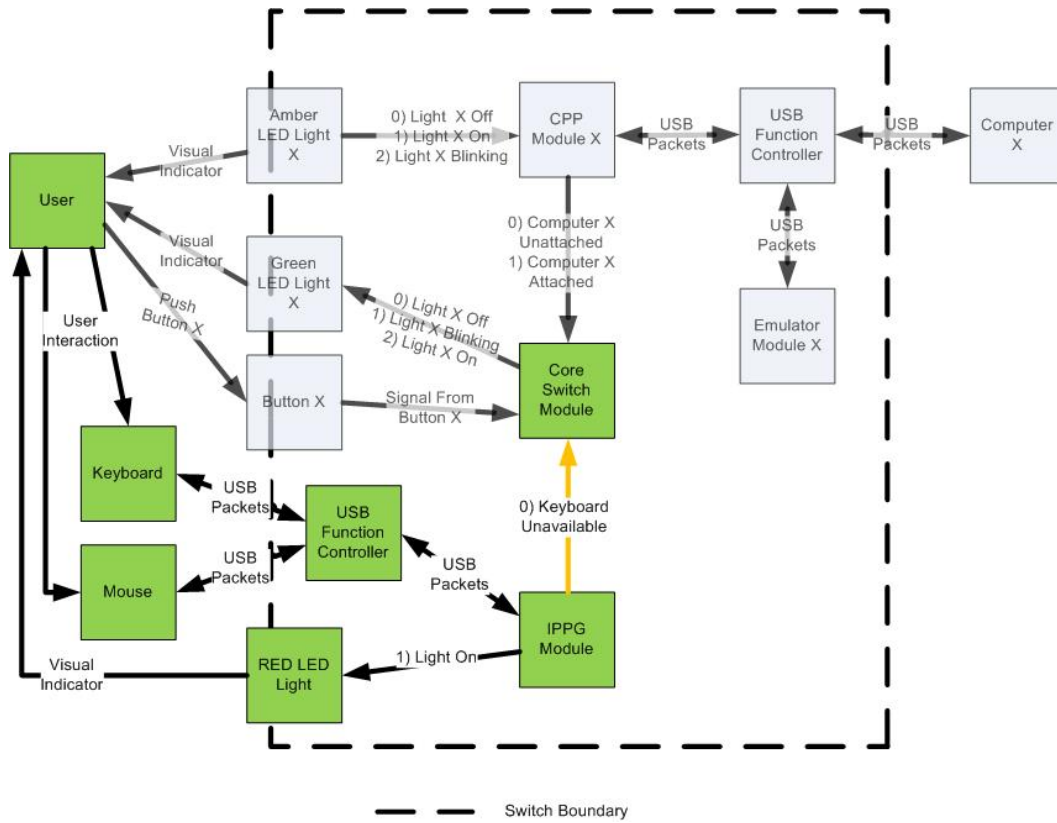 Amber
LED Light
X
0) Light X Off
1) Light X On
2) Light X Blinking
CPP
Module X
USB
Packets
USB
Function
Controller
USB
Packets
Computer
X
Visual
Indicator
User
Visual
Indicator
Green
LED Light
X
0) Computer X
Unattached
1) Computer X
Attached
USB
Packets
Push
Button X
0) Light X Off
1) Light X Blinking
2) Light X On
Emulator
Module X
User
Interaction
Button X
Signal From
Button X
Core
Switch
Module
Keyboard
USB
Packets
USB
Function
Controller
0) Keyboard
Unavailable
Mouse
USB
Packets
USB
Packets
IPPG
Module
Visual
Indicator
RED LED
Light
1) Light On
Switch Boundary